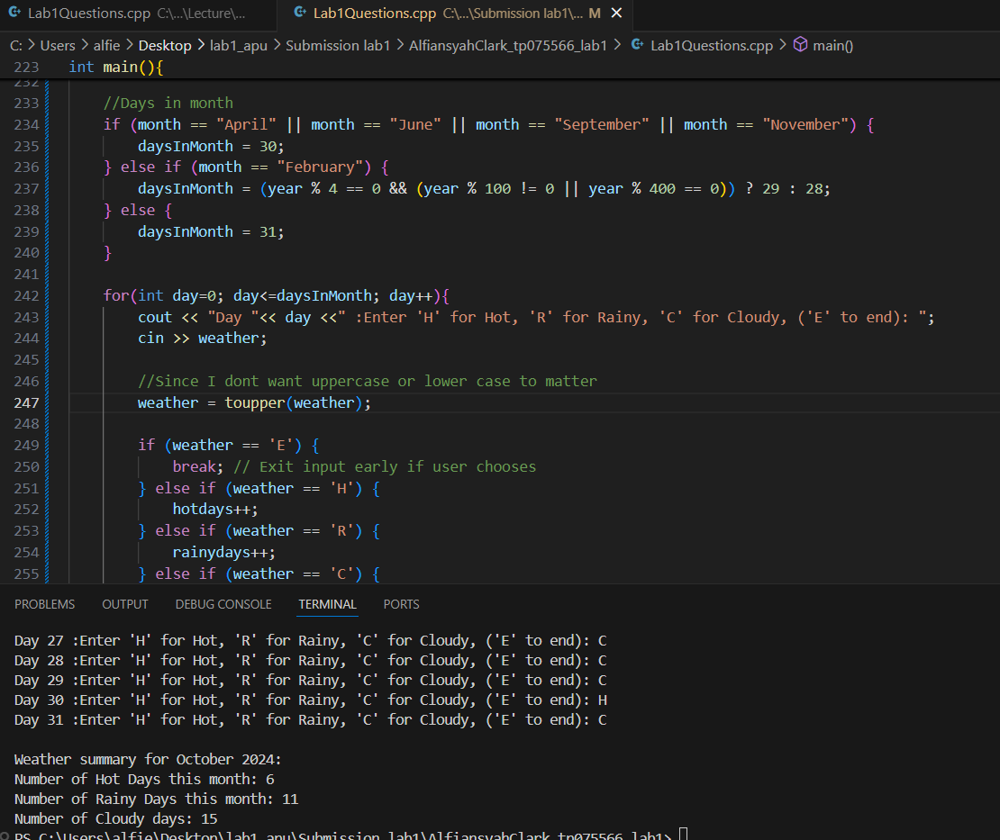 Lab1Questions.cpp C:\...\Lecture\...
Lab1Questions.cpp C:\...\Submission lab1\... M
C: > Users > alfie > Desktop > lab1_apu > Submission lab1 > AlfiansyahClark_tp075566_lab1 > Lab1Questions.cpp > main()
223 int main(){
232
233 //Days in month
234 if (month == "April" || month == "June" || month == "September" || month == "November") {
235 daysInMonth = 30;
236 } else if (month == "February") {
237 daysInMonth = (year % 4 == 0 && (year % 100 != 0 || year % 400 == 0)) ? 29 : 28;
238 } else {
239 daysInMonth = 31;
240 }
241
242 for(int day=0; day<=daysInMonth; day++){
243 cout << "Day "<< day <<" :Enter 'H' for Hot, 'R' for Rainy, 'C' for Cloudy, ('E' to end): ";
244 cin >> weather;
245
246 //Since I dont want uppercase or lower case to matter
247 weather = toupper(weather);
248
249 if (weather == 'E') {
250 break; // Exit input early if user chooses
251 } else if (weather == 'H') {
252 hotdays++;
253 } else if (weather == 'R') {
254 rainydays++;
255 } else if (weather == 'C') {
PROBLEMS OUTPUT DEBUG CONSOLE TERMINAL PORTS
Day 27 :Enter 'H' for Hot, 'R' for Rainy, 'C' for Cloudy, ('E' to end): C
Day 28 :Enter 'H' for Hot, 'R' for Rainy, 'C' for Cloudy, ('E' to end): C
Day 29 :Enter 'H' for Hot, 'R' for Rainy, 'C' for Cloudy, ('E' to end): C
Day 30 :Enter 'H' for Hot, 'R' for Rainy, 'C' for Cloudy, ('E' to end): H
Day 31 :Enter 'H' for Hot, 'R' for Rainy, 'C' for Cloudy, ('E' to end): C
Weather summary for October 2024:
Number of Hot Days this month: 6
Number of Rainy Days this month: 11
Number of Cloudy days: 15
PS C:\Users\alfie\Desktop\lab1_apu\Submission lab1\AlfiansyahClark_tp075566_lab1>